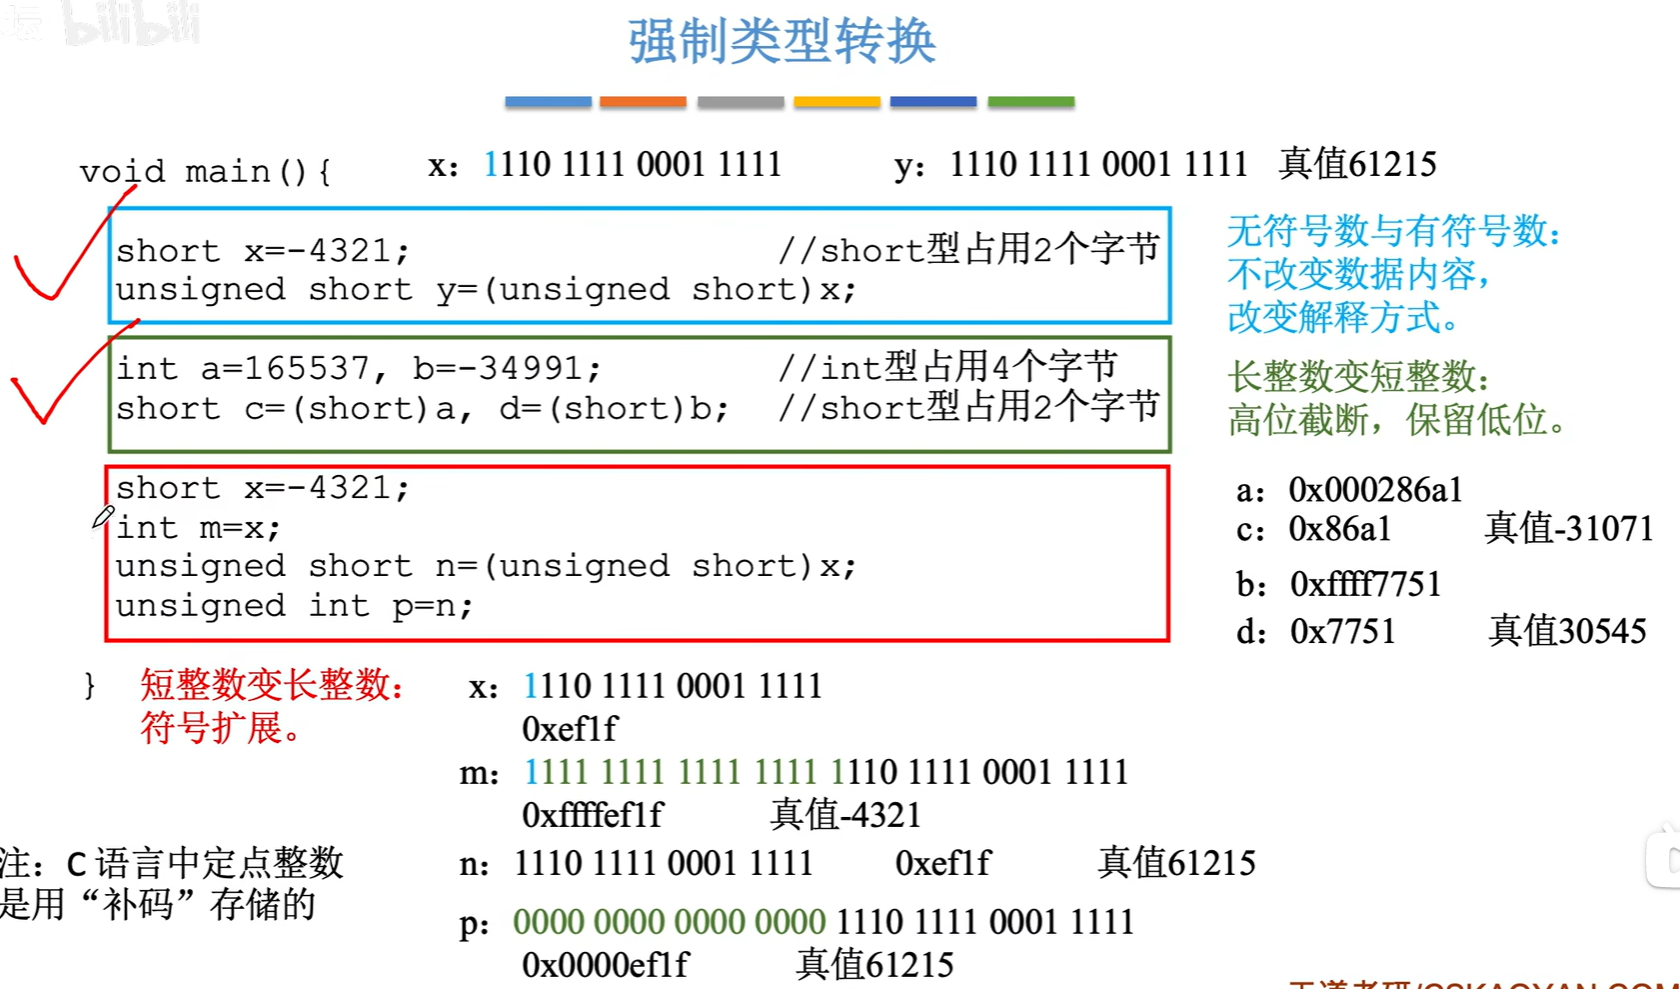 bilibili
强制类型转换
void main(){
x：1110 1111 0001 1111
y：1110 1111 0001 1111 真值61215
short x=-4321; //short型占用2个字节
unsigned short y=(unsigned short)x;
无符号数与有符号数：
不改变数据内容，
改变解释方式。
int a=165537, b=-34991; //int型占用4个字节
short c=(short)a, d=(short)b; //short型占用2个字节
长整数变短整数：
高位截断，保留低位。
short x=-4321;
int m=x;
unsigned short n=(unsigned short)x;
unsigned int p=n;
a：0x000286a1
c：0x86a1 真值-31071
b：0xffff7751
d：0x7751 真值30545
}
短整数变长整数：
符号扩展。
x：1110 1111 0001 1111
0xef1f
m：1111 1111 1111 1111 1110 1111 0001 1111
0xffffef1f 真值-4321
注：C 语言中定点整数
是用“补码”存储的
n：1110 1111 0001 1111 0xef1f 真值61215
p：0000 0000 0000 0000 1110 1111 0001 1111
0x0000ef1f 真值61215